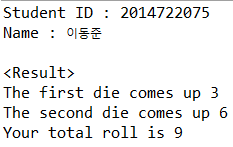 Student ID : 2014722075
Name : 이동준
<Result>
The first die comes up 3
The second die comes up 6
Your total roll is 9